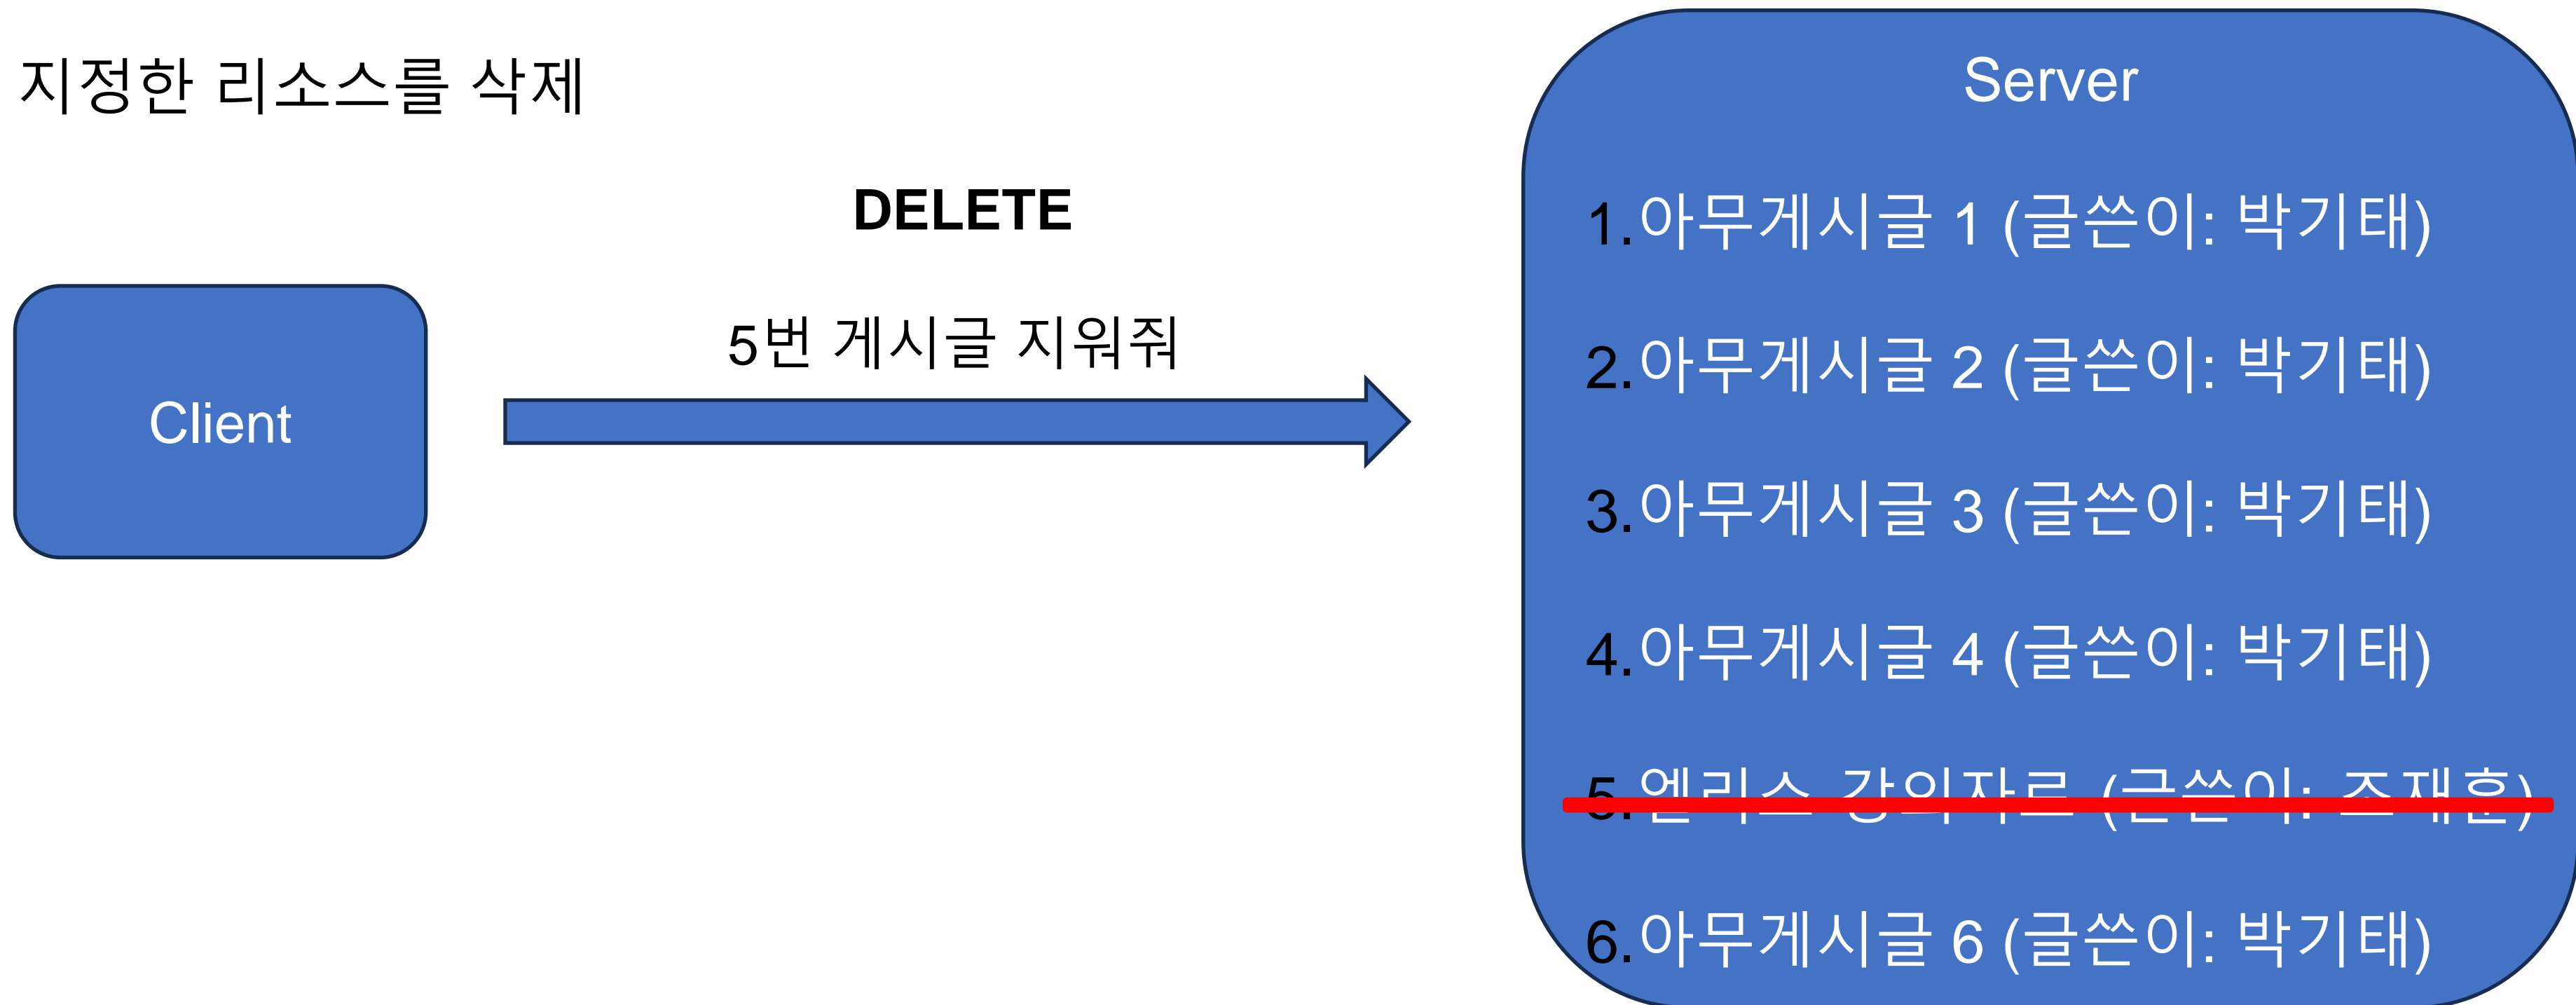 지정한 리소스를 삭제
DELETE
5번 게시글 지워줘
Client
Server
1.아무게시글 1 (글쓴이: 박기태)
2.아무게시글 2 (글쓴이: 박기태)
3.아무게시글 3 (글쓴이: 박기태)
4.아무게시글 4 (글쓴이: 박기태)
5.엘리스 강의자료 (글쓴이: 조재훈)
6.아무게시글 6 (글쓴이: 박기태)